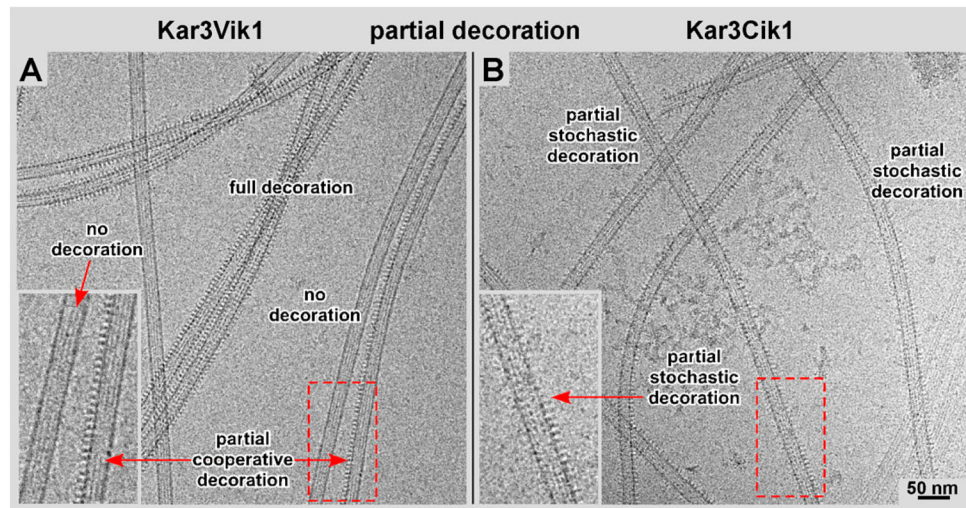 Kar3Vik1 partial decoration Kar3Cik1
A
full decoration
no
decoration
no
decoration
partial
cooperative
decoration
B
partial
stochastic
decoration
partial
stochastic
decoration
partial
stochastic
decoration
50 nm